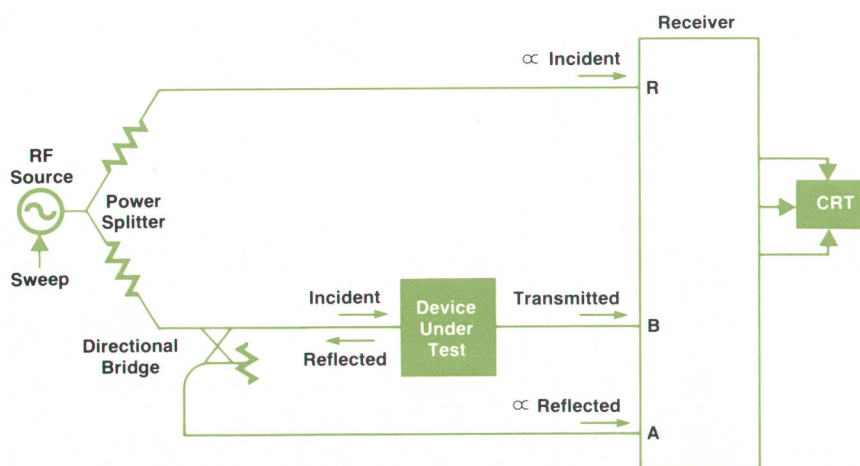 Receiver
∝ Incident
R
RF
Source
Power
Splitter
CRT
Sweep
Incident
Device
Under
Test
Transmitted
B
Reflected
Directional
Bridge
∝ Reflected
A